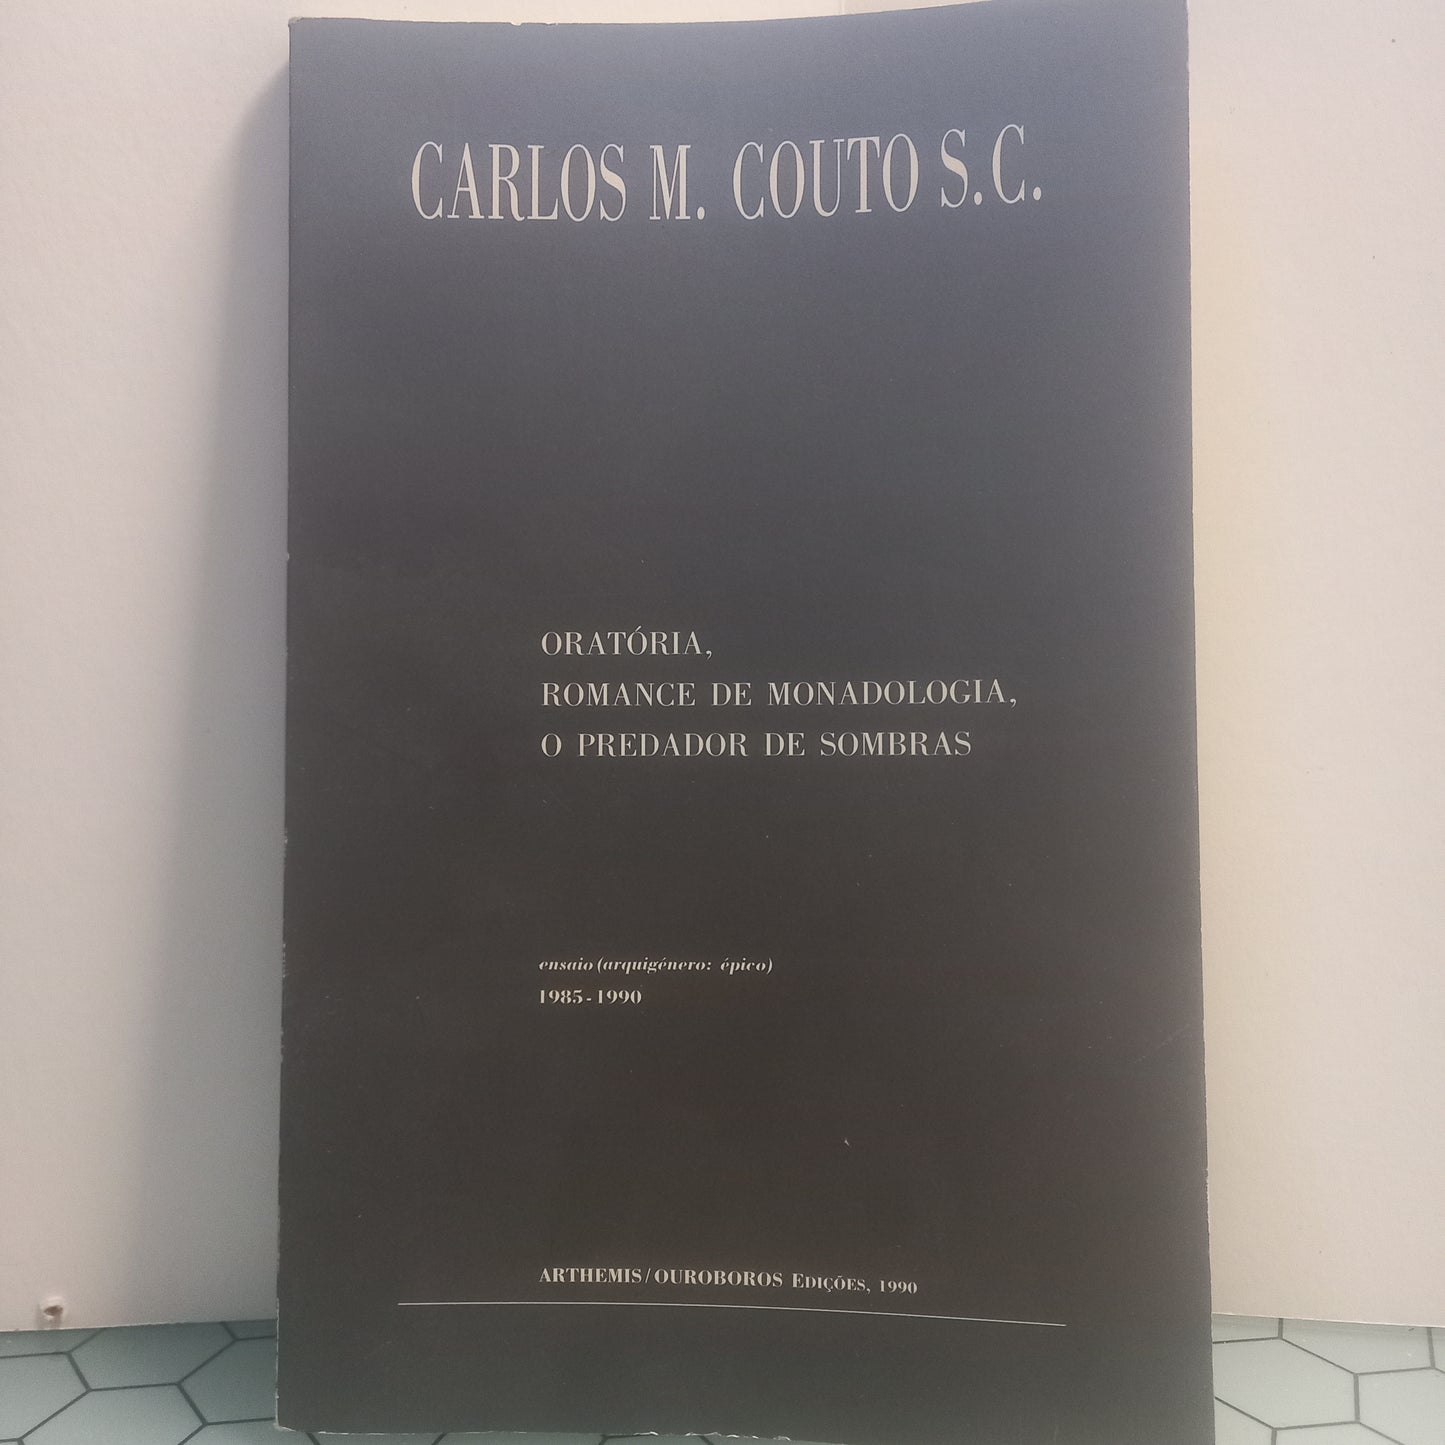 CARLOS M. COUTO S.C.
ORATÓRIA,
ROMANCE DE MONADOLOGIA,
O PREDADOR DE SOMBRAS
ensaio (arquigénero: épico)
1985-1990
ARTHEMIS/OUROBOROS EDIÇÕES, 1990